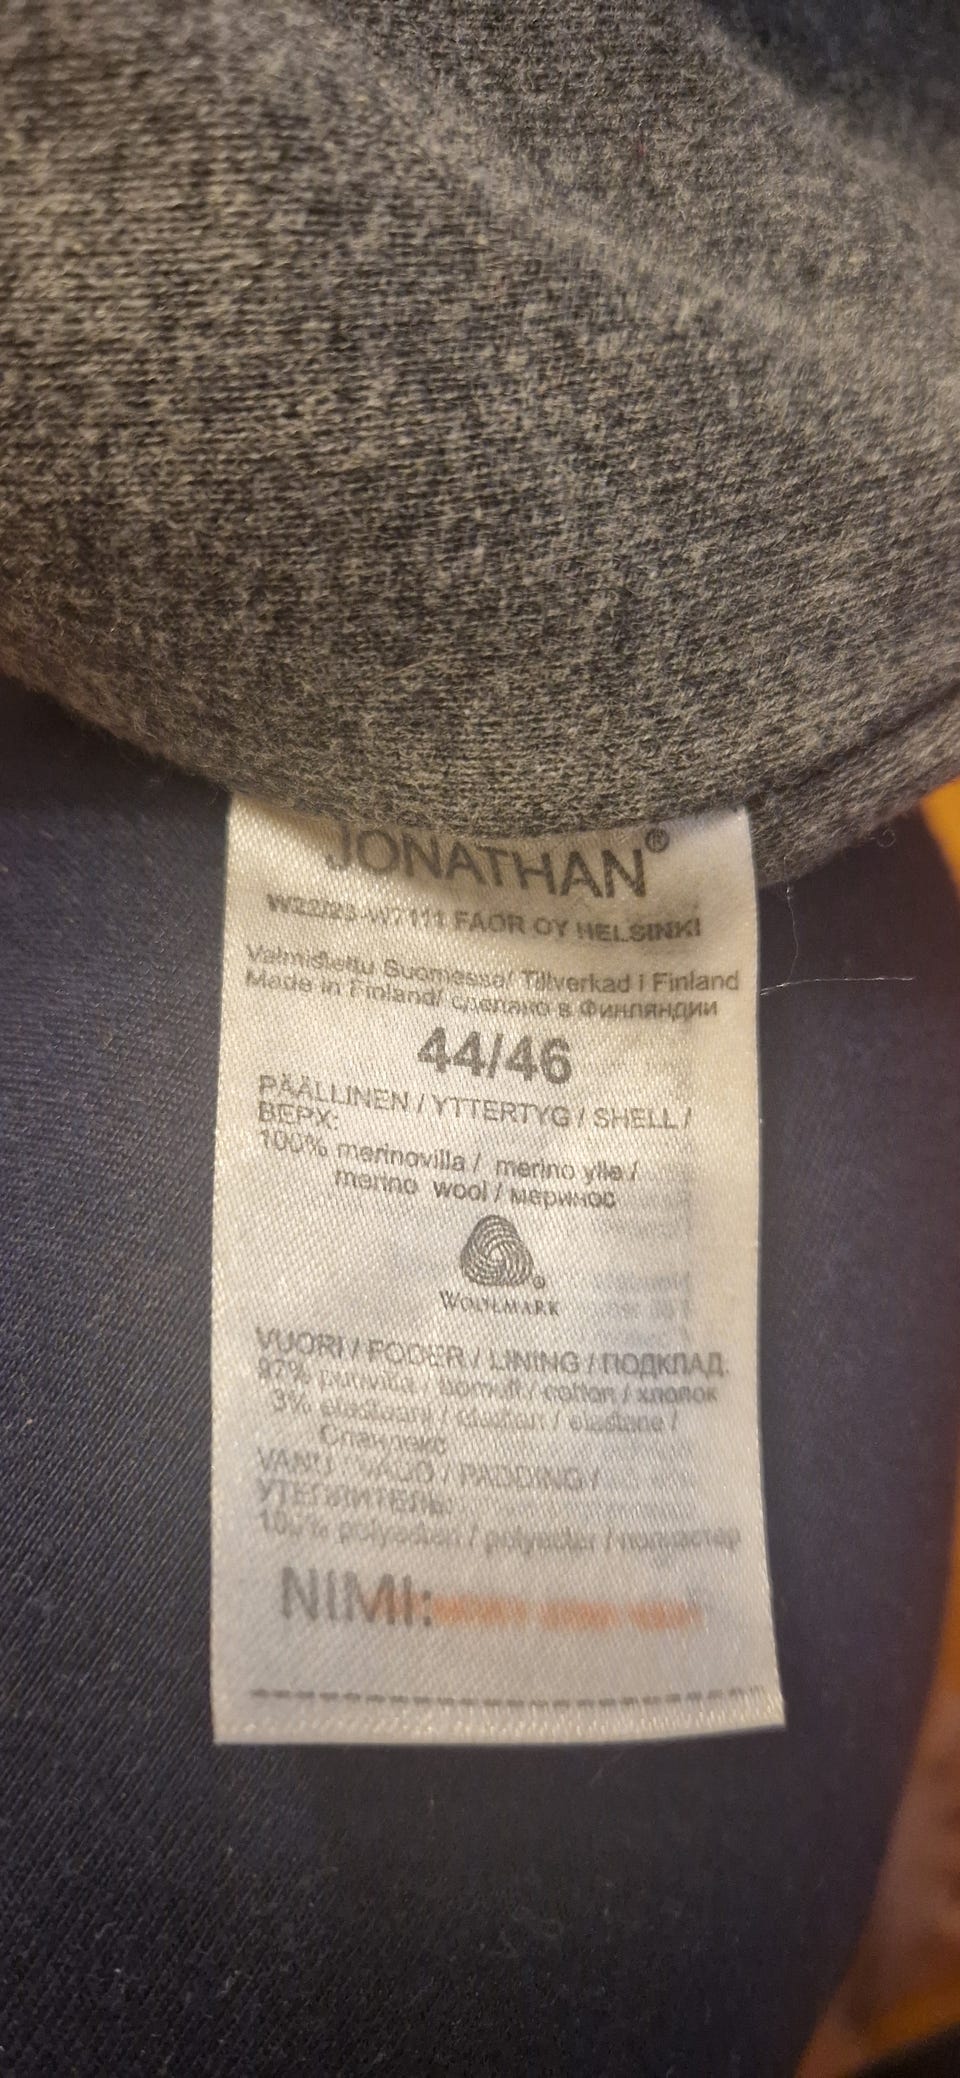 JONATHAN®
W22/23-W7111 FAOR OY HELSINKI
Valmistettu Suomessa/ Tillverkad i Finland
Made in Finland/ сделано в Финляндии
44/46
PÄÄLLINEN / YTTERTYG / SHELL /
ВЕРХ:
100% merinovilla / merino ylle /
merino wool / меринос
WOOLMARK
VUORI / FODER / LINING / ПОДКЛАД:
97% puuvilla / bomull / cotton / хлопок
3% elastaani / elastan / elastane /
Спандекс
VANU / VADD / PADDING /
УТЕПЛИТЕЛЬ:
100% polyesteri / polyester / полиэстер
NIMI: